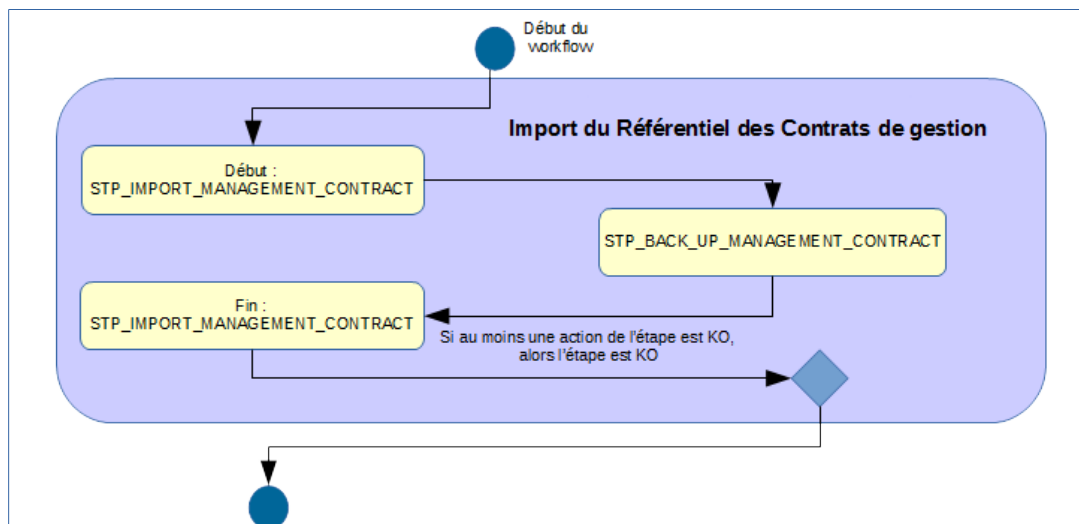 Début du
workflow
Import du Référentiel des Contrats de gestion
Début :
STP_IMPORT_MANAGEMENT_CONTRACT
STP_BACK_UP_MANAGEMENT_CONTRACT
Fin :
STP_IMPORT_MANAGEMENT_CONTRACT
Si au moins une action de l'étape est KO,
alors l'étape est KO